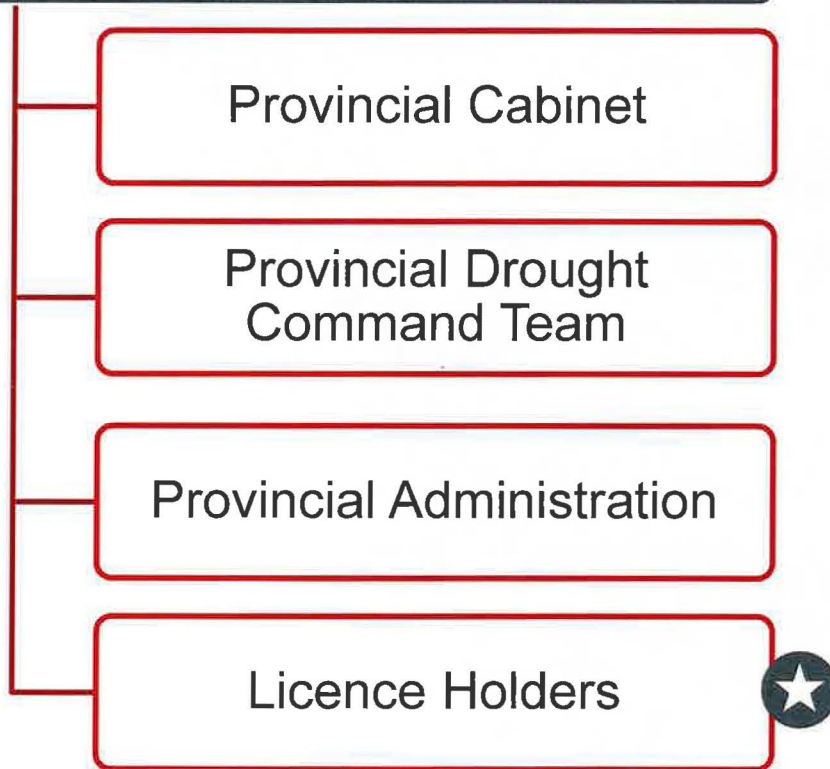 Provincial Cabinet
Provincial Drought
Command Team
Provincial Administration
Licence Holders